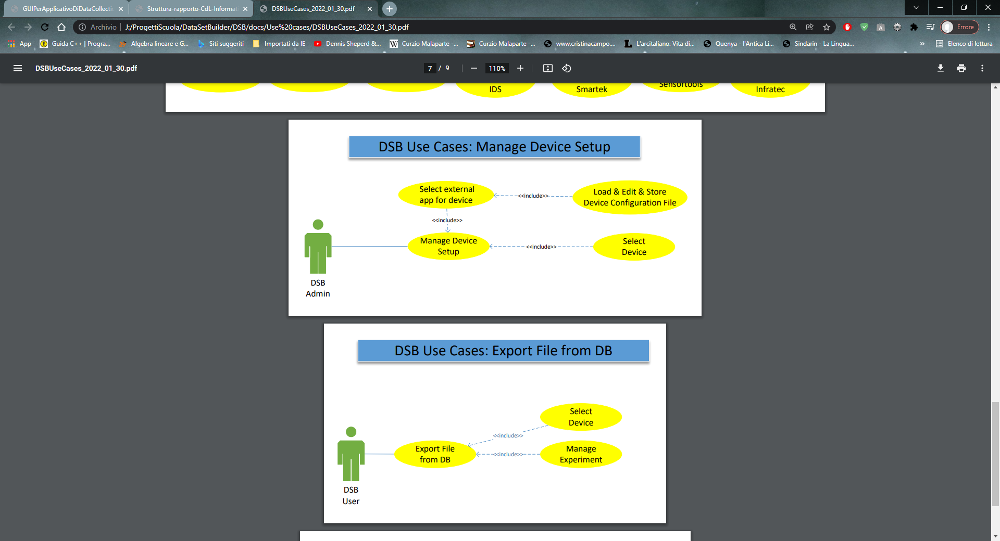 GUIPerApplicativoDiDataCollecti
Struttura-rapporto-CdL-Informat
DSBUseCases_2022_01_30.pdf
Archivio
J:/ProgettiScuola/DataSetBuilder/DSB/docs/Use%20cases/DSBUseCases_2022_01_30.pdf
Errore
App
Guida C++ | Progra...
Algebra lineare e G...
Siti suggeriti
Importati da IE
Dennis Sheperd &...
Curzio Malaparte -...
Curzio Malaparte -...
www.cristinacampo....
L'arcitaliano. Vita di...
Quenya - l'Antica Li...
Sindarin - La Lingua...
»
Elenco di lettura
DSBUseCases_2022_01_30.pdf
7 / 9
110%
IDS
Smartek
Sensortools
Infratec
DSB Use Cases: Manage Device Setup
Select external
app for device
<<include>>
Load & Edit & Store
Device Configuration File
<<include>>
Manage Device
Setup
<<include>>
Select
Device
DSB
Admin
DSB Use Cases: Export File from DB
Select
Device
<<include>>
Export File
from DB
<<include>>
Manage
Experiment
DSB
User